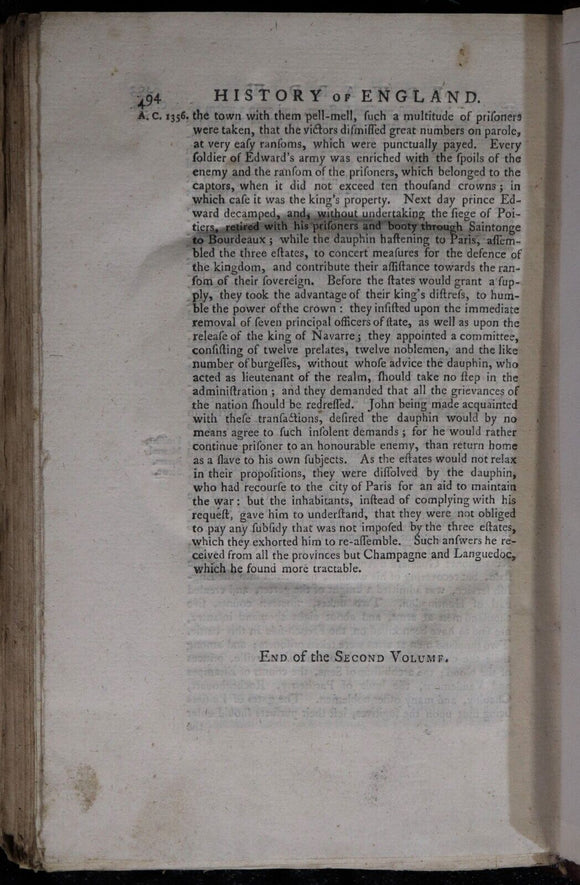 494 HISTORY OF ENGLAND.
A. C. 1356. the town with them pell-mell, ſuch a multitude of priſoners
were taken, that the victors diſmiſſed great numbers on parole,
at very eaſy ranſoms, which were punctually payed. Every
ſoldier of Edward's army was enriched with the ſpoils of the
enemy and the ranſom of the priſoners, which belonged to the
captors, when it did not exceed ten thouſand crowns; in
which caſe it was the king's property. Next day prince Ed-
ward decamped, and, without undertaking the ſiege of Poi-
tiers, retired with his priſoners and booty through Saintonge
to Bourdeaux; while the dauphin haſtening to Paris, aſſem-
bled the three eſtates, to concert meaſures for the defence of
the kingdom, and contribute their aſſiſtance towards the ran-
ſom of their ſovereign. Before the ſtates would grant a ſup-
ply, they took the advantage of their king's diſtreſs, to hum-
ble the power of the crown: they inſiſted upon the immediate
removal of ſeven principal officers of ſtate, as well as upon the
releaſe of the king of Navarre; they appointed a committee,
conſiſting of twelve prelates, twelve noblemen, and the like
number of burgeſſes, without whoſe advice the dauphin, who
acted as lieutenant of the realm, ſhould take no ſtep in the
adminiſtration; and they demanded that all the grievances of
the nation ſhould be redreſſed. John being made acquainted
with theſe tranſactions, deſired the dauphin would by no
means agree to ſuch inſolent demands; for he would rather
continue priſoner to an honourable enemy, than return home
as a ſlave to his own ſubjects. As the eſtates would not relax
in their propoſitions, they were diſſolved by the dauphin,
who had recourſe to the city of Paris for an aid to maintain
the war: but the inhabitants, inſtead of complying with his
requeſt, gave him to underſtand, that they were not obliged
to pay any ſubſidy that was not impoſed by the three eſtates,
which they exhorted him to re-aſſemble. Such anſwers he re-
ceived from all the provinces but Champagne and Languedoc,
which he found more tractable.
END of the SECOND VOLUME.